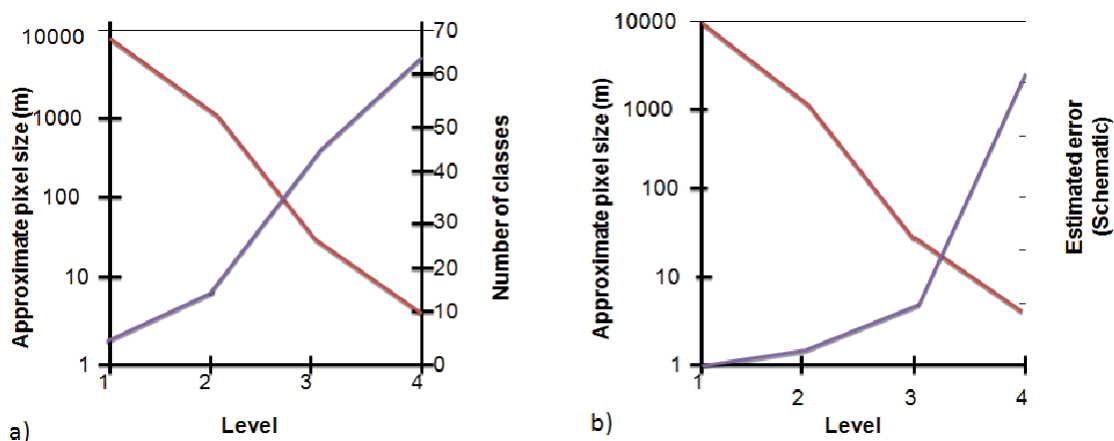 Approximate pixel size (m)
10000
1000
100
10
1
70
60
50
40
30
20
10
0
Number of classes
1 2 3 4
Level
a)
Approximate pixel size (m)
10000
1000
100
10
1
Estimated error
(Schematic)
1 2 3 4
Level
b)